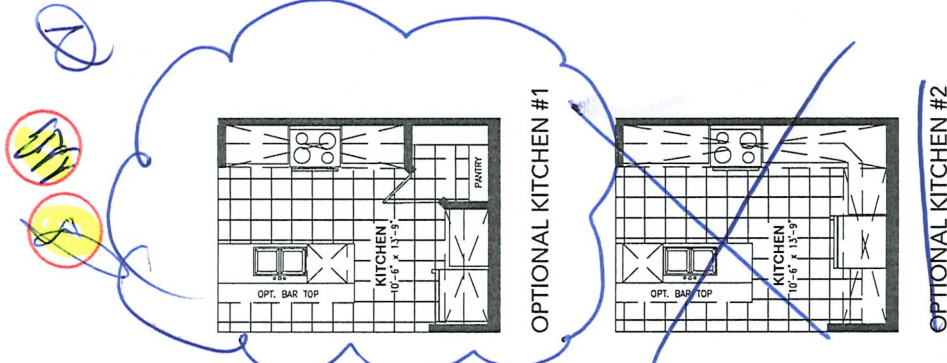 PANTRY
KITCHEN
10'-6" x 13'-9"
OPT. BAR TOP
OPTIONAL KITCHEN #1
KITCHEN
10'-6" x 13'-9"
OPT. BAR TOP
OPTIONAL KITCHEN #2